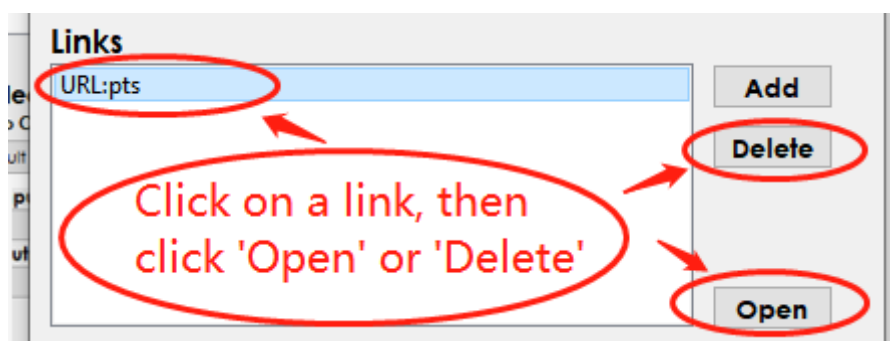 Links
URL:pts
Add
Delete
Click on a link, then
click 'Open' or 'Delete'
Open